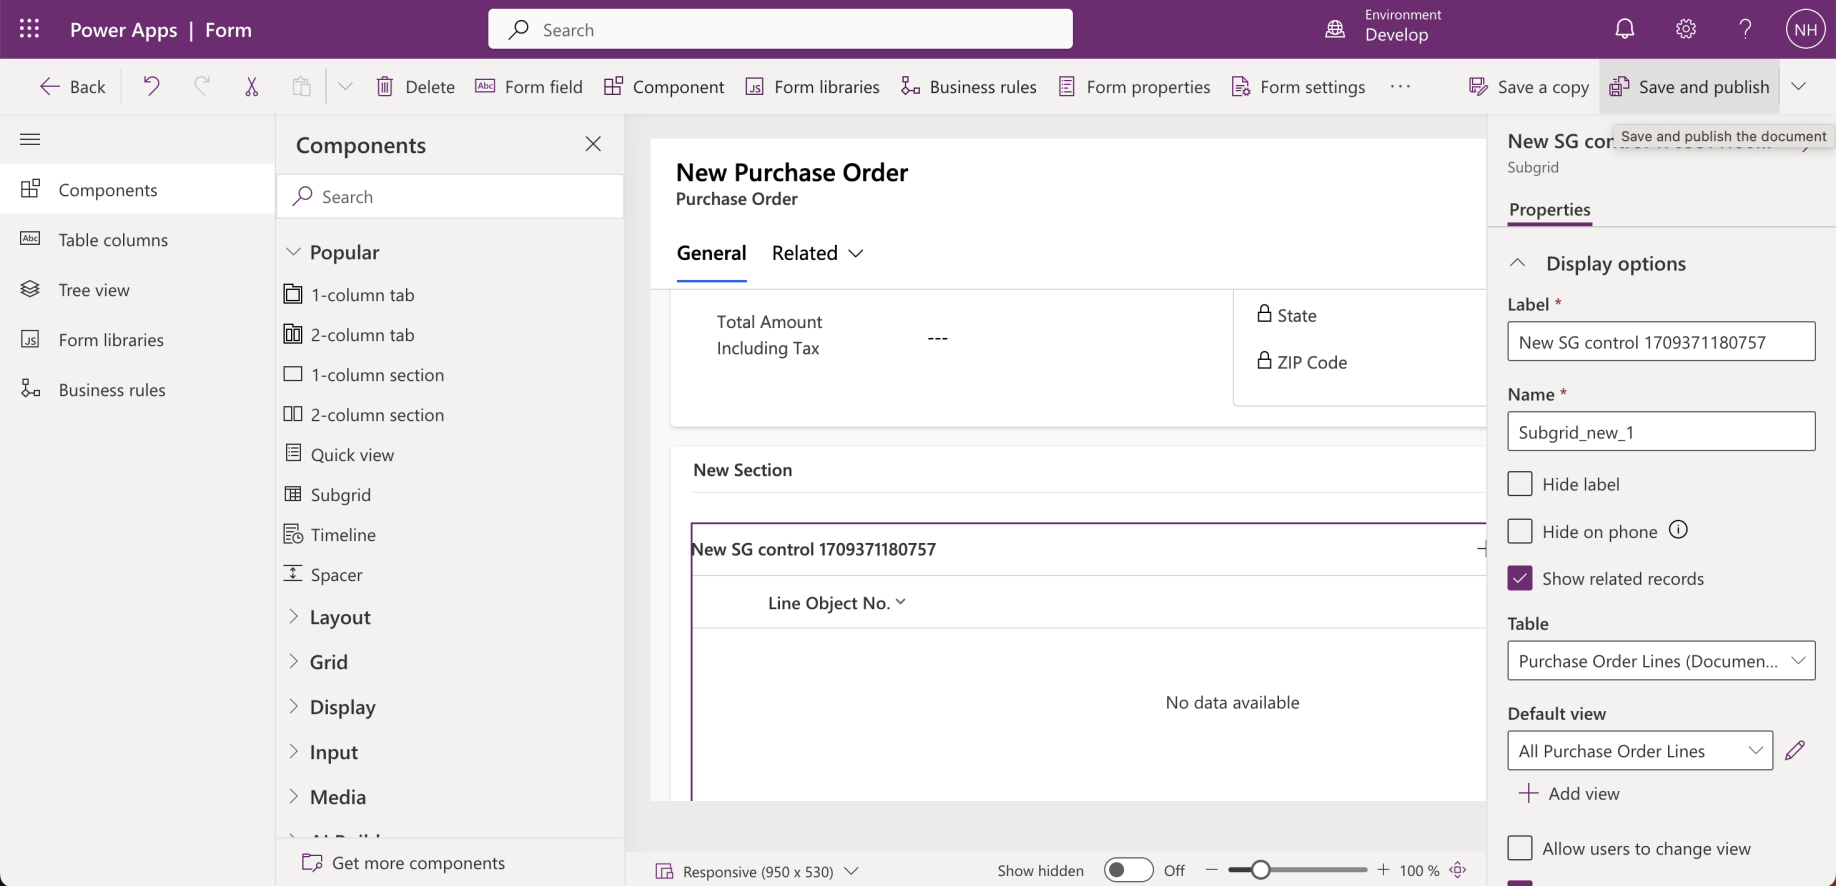 Power Apps | Form
Search
Environment
Develop
NH
Back
Delete
Abc Form field
Component
JS Form libraries
Business rules
Form properties
Form settings
...
Save a copy
Save and publish
Save and publish the document
Components
Abc Table columns
Tree view
JS Form libraries
Business rules
Components
Search
Popular
1-column tab
2-column tab
1-column section
2-column section
Quick view
Subgrid
Timeline
Spacer
Layout
Grid
Display
Input
Media
Get more components
New Purchase Order
Purchase Order
General
Related
Total Amount
Including Tax
---
State
ZIP Code
New Section
New SG control 1709371180757
Line Object No.
No data available
Responsive (950 x 530)
Show hidden
Off
100 %
New SG
Subgrid
Properties
Display options
Label *
New SG control 1709371180757
Name *
Subgrid_new_1
Hide label
Hide on phone
Show related records
Table
Purchase Order Lines (Documen...
Default view
All Purchase Order Lines
Add view
Allow users to change view